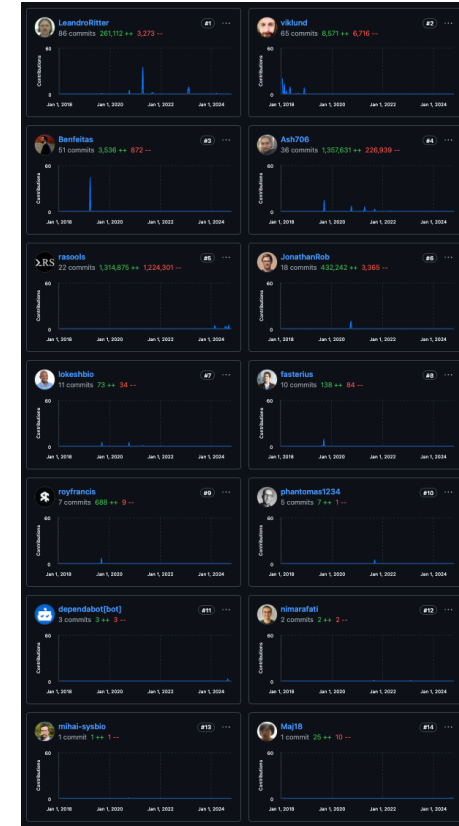 LeandroRitter #1 ···
86 commits 261,112 ++ 3,273 --
60
Contributions
0
Jan 1, 2018 Jan 1, 2020 Jan 1, 2022 Jan 1, 2024
viklund #2 ···
65 commits 8,571 ++ 6,716 --
60
Contributions
0
Jan 1, 2018 Jan 1, 2020 Jan 1, 2022 Jan 1, 2024
Benfeitas #3 ···
51 commits 3,536 ++ 872 --
60
Contributions
0
Jan 1, 2018 Jan 1, 2020 Jan 1, 2022 Jan 1, 2024
Ash706 #4 ···
36 commits 1,357,631 ++ 226,939 --
60
Contributions
0
Jan 1, 2018 Jan 1, 2020 Jan 1, 2022 Jan 1, 2024
RS rasools #5 ···
22 commits 1,314,875 ++ 1,224,301 --
60
Contributions
0
Jan 1, 2018 Jan 1, 2020 Jan 1, 2022 Jan 1, 2024
JonathanRob #6 ···
18 commits 432,242 ++ 3,365 --
60
Contributions
0
Jan 1, 2018 Jan 1, 2020 Jan 1, 2022 Jan 1, 2024
lokeshbio #7 ···
11 commits 73 ++ 34 --
60
Contributions
0
Jan 1, 2018 Jan 1, 2020 Jan 1, 2022 Jan 1, 2024
fasterius #8 ···
10 commits 138 ++ 84 --
60
Contributions
0
Jan 1, 2018 Jan 1, 2020 Jan 1, 2022 Jan 1, 2024
royfrancis #9 ···
7 commits 688 ++ 9 --
60
Contributions
0
Jan 1, 2018 Jan 1, 2020 Jan 1, 2022 Jan 1, 2024
phantomas1234 #10 ···
5 commits 7 ++ 1 --
60
Contributions
0
Jan 1, 2018 Jan 1, 2020 Jan 1, 2022 Jan 1, 2024
dependabot[bot] #11 ···
3 commits 3 ++ 3 --
60
Contributions
0
Jan 1, 2018 Jan 1, 2020 Jan 1, 2022 Jan 1, 2024
nimarafati #12 ···
2 commits 2 ++ 2 --
60
Contributions
0
Jan 1, 2018 Jan 1, 2020 Jan 1, 2022 Jan 1, 2024
mihai-sysbio #13 ···
1 commit 1 ++ 1 --
60
Contributions
0
Jan 1, 2018 Jan 1, 2020 Jan 1, 2022 Jan 1, 2024
Maj18 #14 ···
1 commit 25 ++ 10 --
60
Contributions
0
Jan 1, 2018 Jan 1, 2020 Jan 1, 2022 Jan 1, 2024